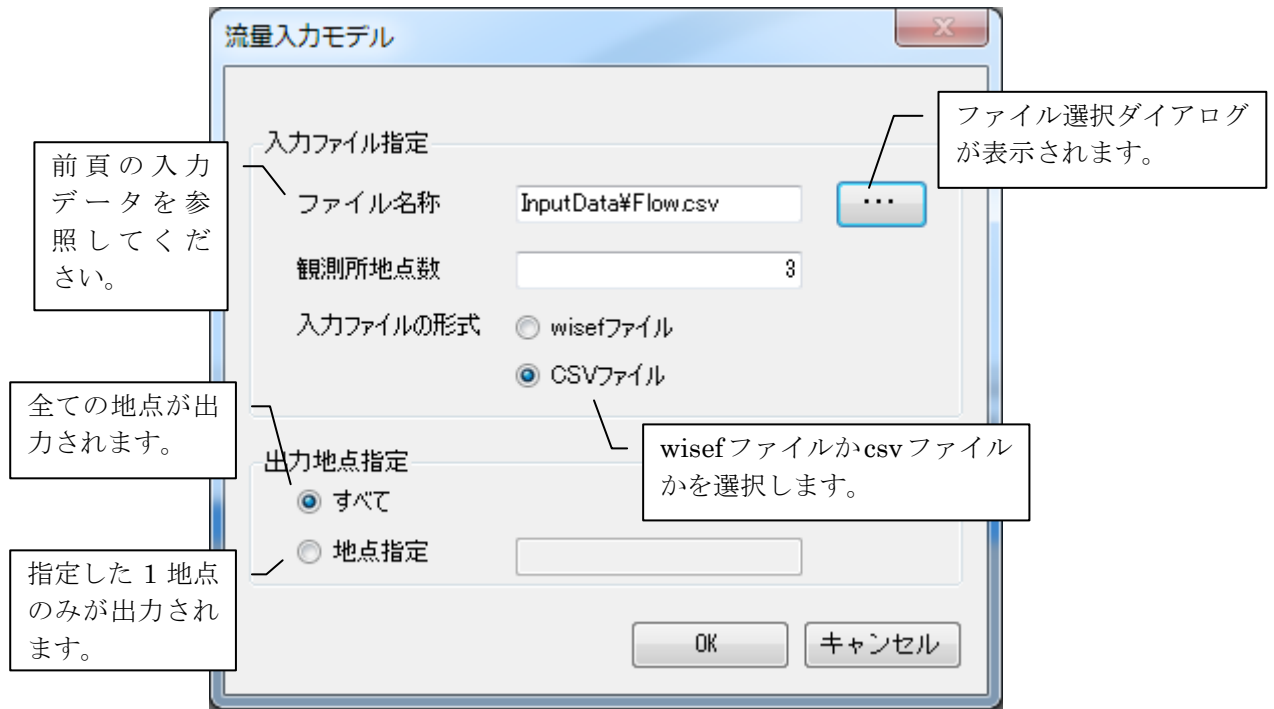 流量入力モデル
ファイル選択ダイアログ
が表示されます。
入力ファイル指定
前頁の入力
データを参
照してくだ
さい。
ファイル名称
InputData¥Flow.csv
...
観測所地点数
3
入力ファイルの形式
wisefファイル
CSVファイル
全ての地点が出
力されます。
wisefファイルかcsvファイル
かを選択します。
出力地点指定
すべて
地点指定
指定した 1 地点
のみが出力され
ます。
OK
キャンセル